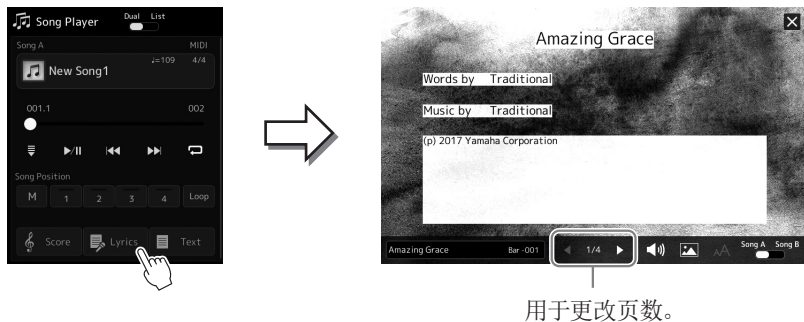 Song Player
Dual List
Song A
MIDI
New Song1
♩=109 4/4
001.1
002
Song Position
M 1 2 3 4 Loop
Score Lyrics Text
Amazing Grace
Words by Traditional
Music by Traditional
(p) 2017 Yamaha Corporation
Amazing Grace Bar -001
1/4
AA
Song A Song B
用于更改页数。